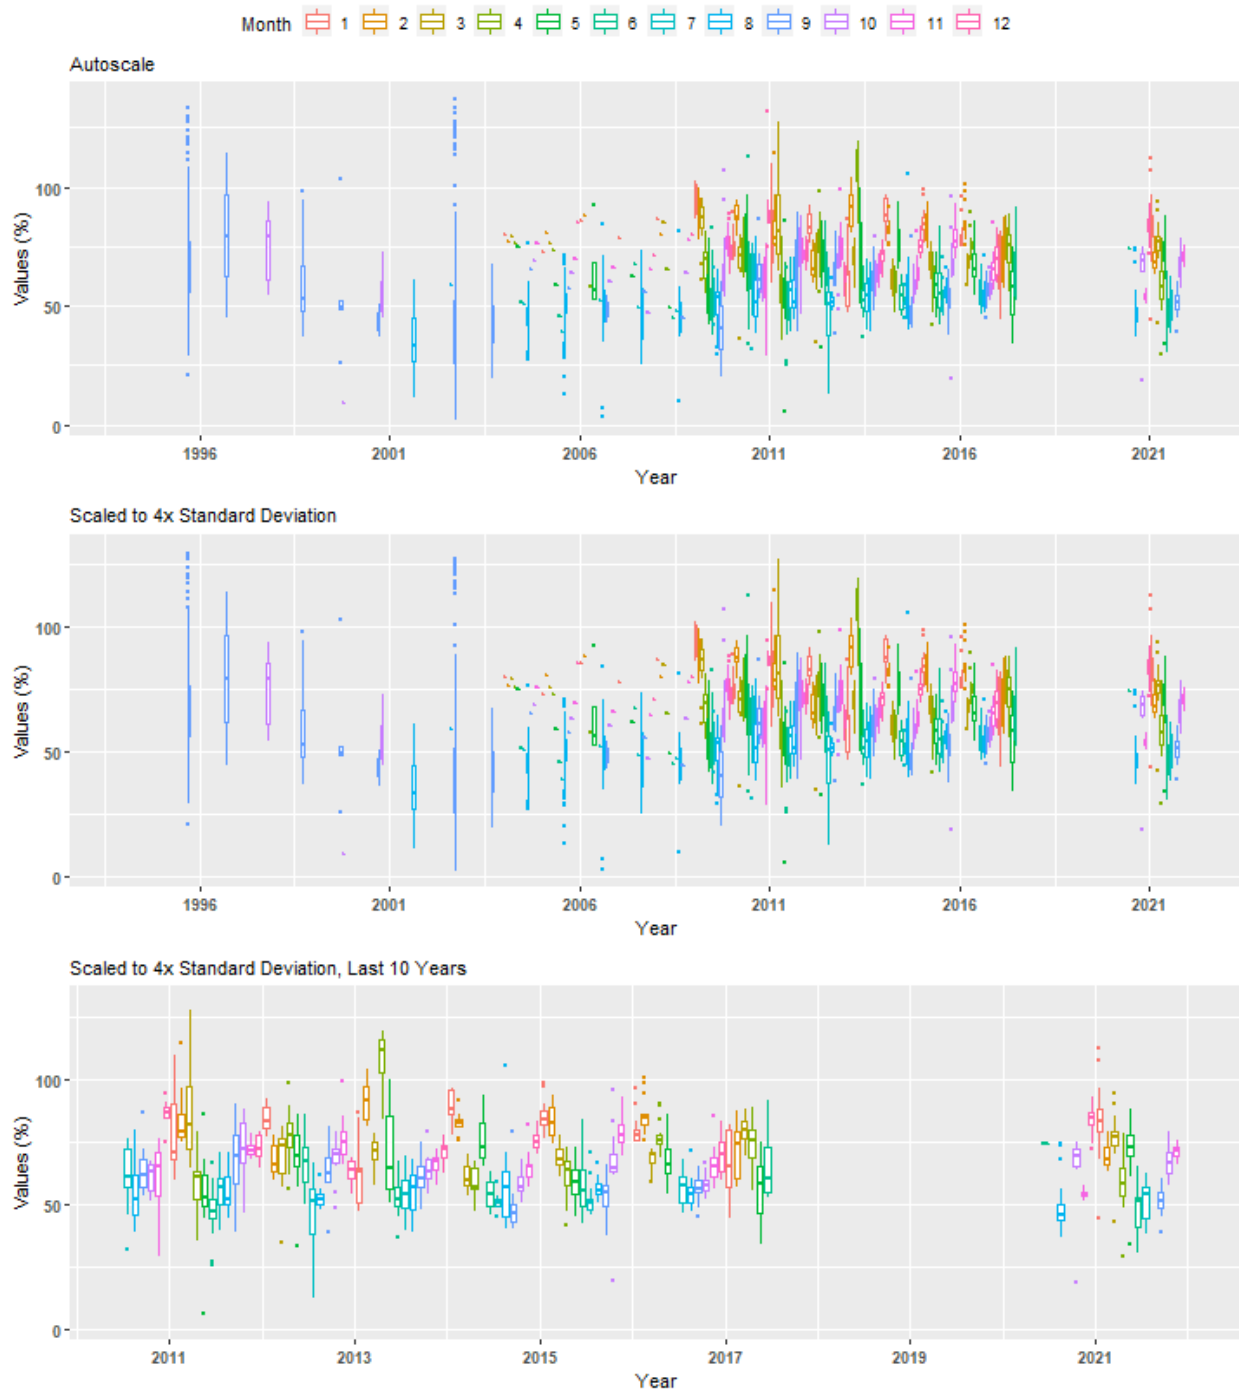 Month 1 2 3 4 5 6 7 8 9 10 11 12
Autoscale
Values (%)
100
50
0
1996 2001 2006 2011 2016 2021
Year
Scaled to 4x Standard Deviation
Values (%)
100
50
0
1996 2001 2006 2011 2016 2021
Year
Scaled to 4x Standard Deviation, Last 10 Years
Values (%)
100
50
0
2011 2013 2015 2017 2019 2021
Year